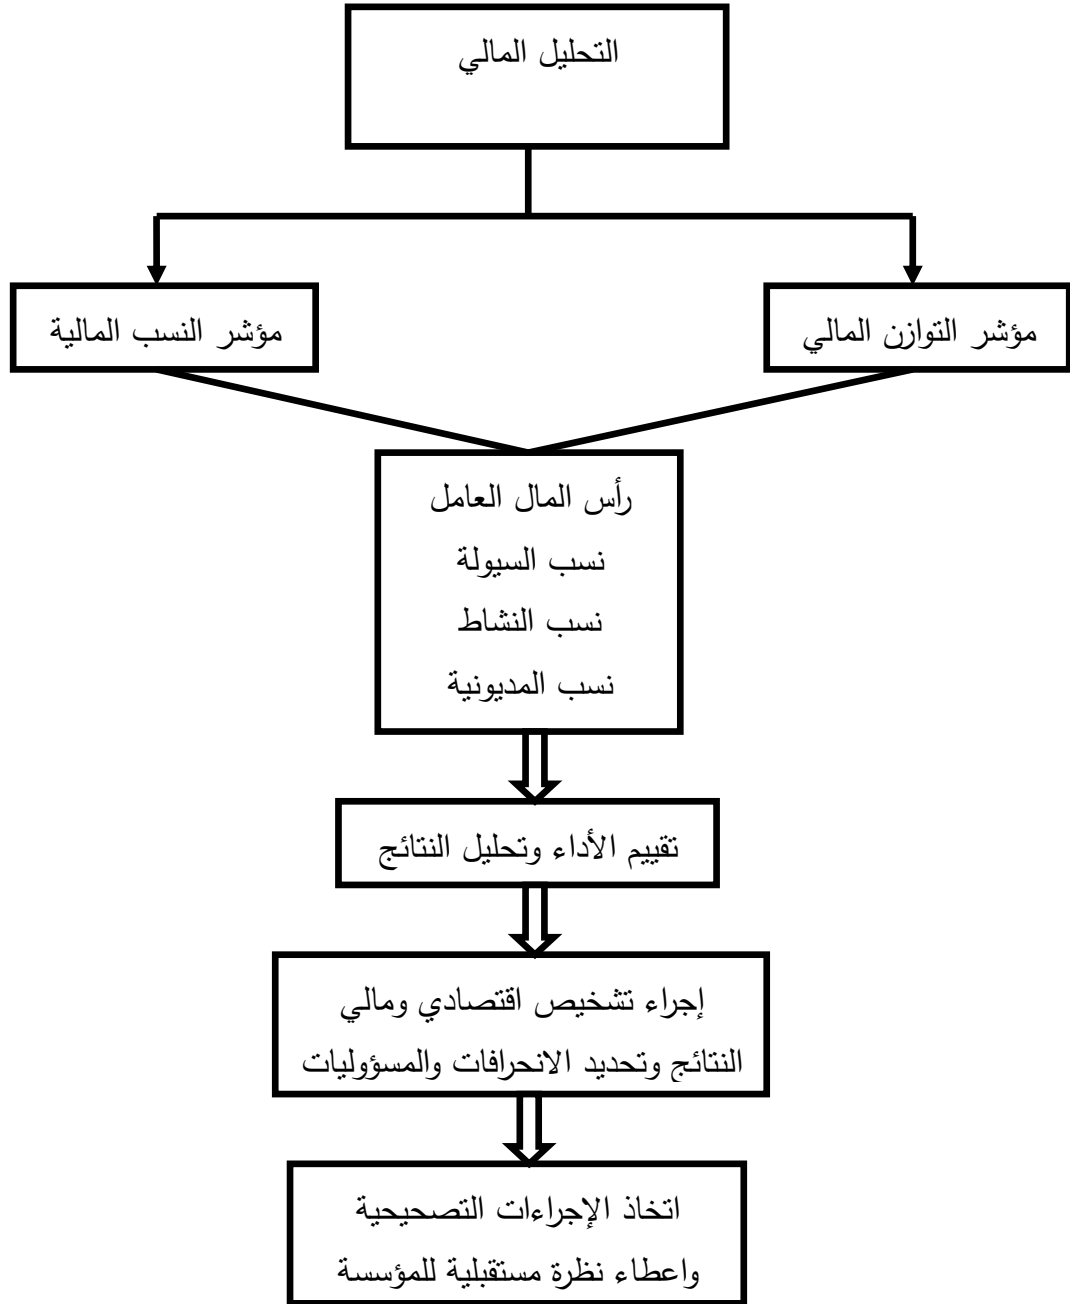 التحليل المالي
مؤشر التوازن المالي
مؤشر النسب المالية
رأس المال العامل
نسب السيولة
نسب النشاط
نسب المديونية
تقييم الأداء وتحليل النتائج
إجراء تشخيص اقتصادي ومالي
النتائج وتحديد الانحرافات والمسؤوليات
اتخاذ الإجراءات التصحيحية
واعطاء نظرة مستقبلية للمؤسسة